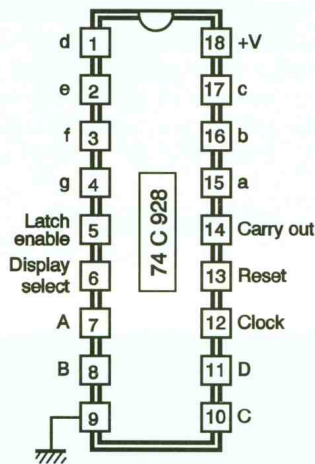 d 1 18 +V
e 2 17 c
f 3 16 b
g 4 15 a
Latch
enable 5 14 Carry out
Display
select 6 13 Reset
A 7 12 Clock
B 8 11 D
9 10 C
74 C 928